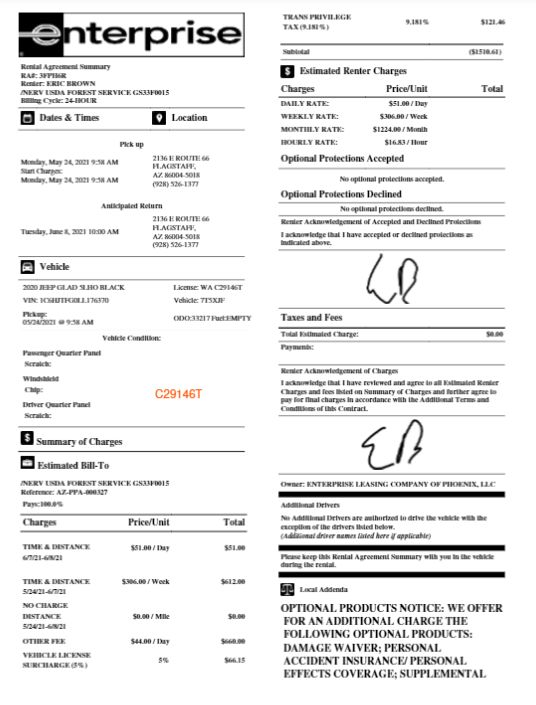 enterprise
Rental Agreement Summary
RA#: 3FPH6R
Renter: ERIC BROWN
/NERV USDA FOREST SERVICE GS33F0015
Billing Cycle: 24-HOUR
Dates & Times
Location
Pick up
Monday, May 24, 2021 9:58 AM
Start Charges:
Monday, May 24, 2021 9:58 AM
2136 E ROUTE 66
FLAGSTAFF,
AZ 86004-5018
(928) 526-1377
Anticipated Return
Tuesday, June 8, 2021 10:00 AM
2136 E ROUTE 66
FLAGSTAFF,
AZ 86004-5018
(928) 526-1377
Vehicle
2020 JEEP GLAD 5LHO BLACK
License: WA C29146T
VIN: 1C6HJTFG0LL176370
Vehicle: 7T5XJF
Pickup:
05/24/2021 @ 9:58 AM
ODO:33217 Fuel:EMPTY
Vehicle Condition:
Passenger Quarter Panel
Scratch:
Windshield
Chip:
C29146T
Driver Quarter Panel
Scratch:
$ Summary of Charges
Estimated Bill-To
/NERV USDA FOREST SERVICE GS33F0015
Reference: AZ-PPA-000327
Pays:100.0%
Charges Price/Unit Total
TIME & DISTANCE $51.00 / Day $51.00
6/7/21-6/8/21
TIME & DISTANCE $306.00 / Week $612.00
5/24/21-6/7/21
NO CHARGE
DISTANCE $0.00 / Mile $0.00
5/24/21-6/8/21
OTHER FEE $44.00 / Day $660.00
VEHICLE LICENSE
SURCHARGE (5%) 5% $66.15
TRANS PRIVILEGE
TAX (9.181%) 9.181% $121.46
Subtotal ($1510.61)
$ Estimated Renter Charges
Charges Price/Unit Total
DAILY RATE: $51.00 / Day
WEEKLY RATE: $306.00 / Week
MONTHLY RATE: $1224.00 / Month
HOURLY RATE: $16.83 / Hour
Optional Protections Accepted
No optional protections accepted.
Optional Protections Declined
No optional protections declined.
Renter Acknowledgement of Accepted and Declined Protections
I acknowledge that I have accepted or declined protections as
indicated above.
EB
Taxes and Fees
Total Estimated Charge: $0.00
Payments:
Renter Acknowledgement of Charges
I acknowledge that I have reviewed and agree to all Estimated Renter
Charges and fees listed on Summary of Charges and further agree to
pay for final charges in accordance with the Additional Terms and
Conditions of this Contract.
EB
Owner: ENTERPRISE LEASING COMPANY OF PHOENIX, LLC
Additional Drivers
No Additional Drivers are authorized to drive the vehicle with the
exception of the drivers listed below.
(Additional driver names listed here if applicable)
Please keep this Rental Agreement Summary with you in the vehicle
during the rental.
Local Addenda
OPTIONAL PRODUCTS NOTICE: WE OFFER
FOR AN ADDITIONAL CHARGE THE
FOLLOWING OPTIONAL PRODUCTS:
DAMAGE WAIVER; PERSONAL
ACCIDENT INSURANCE/ PERSONAL
EFFECTS COVERAGE; SUPPLEMENTAL